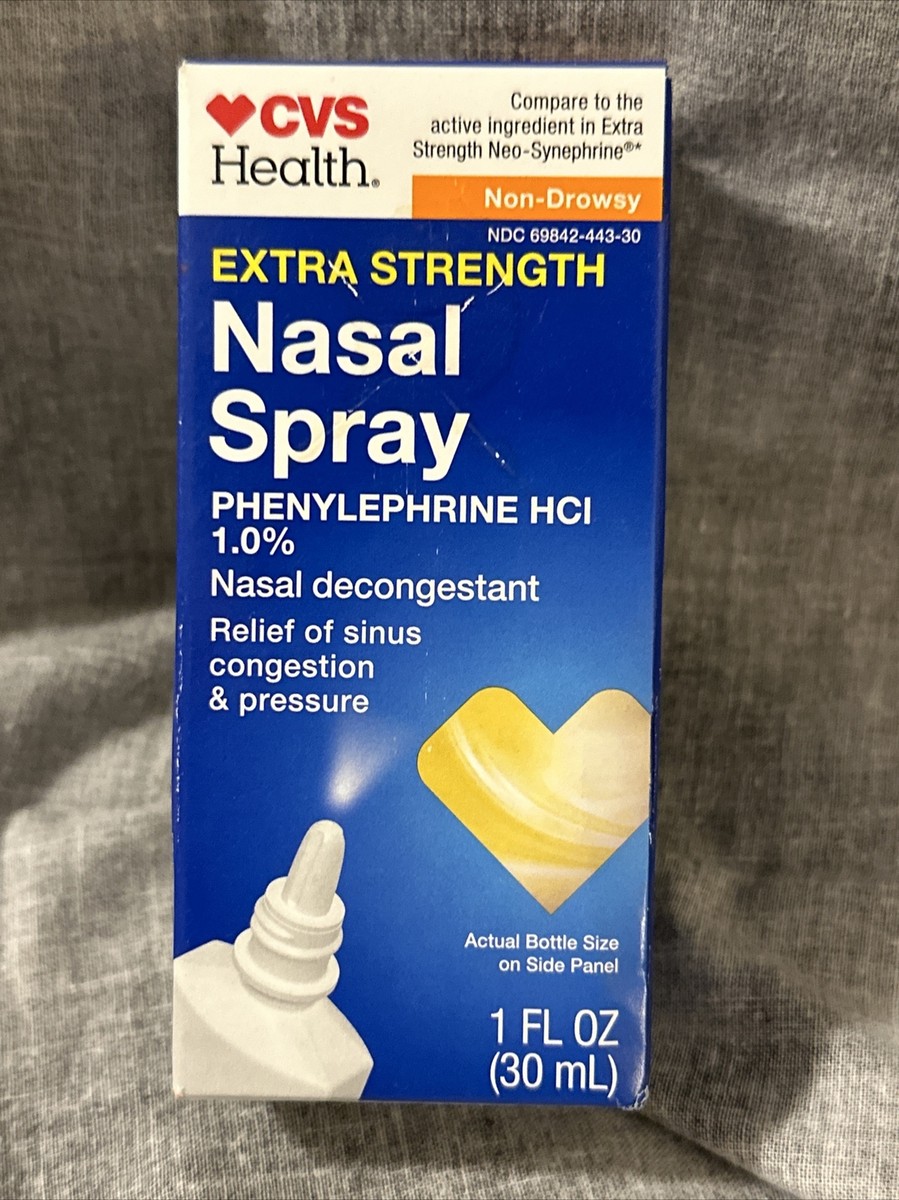 CVS
Health®
Compare to the
active ingredient in Extra
Strength Neo-Synephrine®*
Non-Drowsy
NDC 69842-443-30
EXTRA STRENGTH
Nasal
Spray
PHENYLEPHRINE HCl
1.0%
Nasal decongestant
Relief of sinus
congestion
& pressure
Actual Bottle Size
on Side Panel
1 FL OZ
(30 mL)